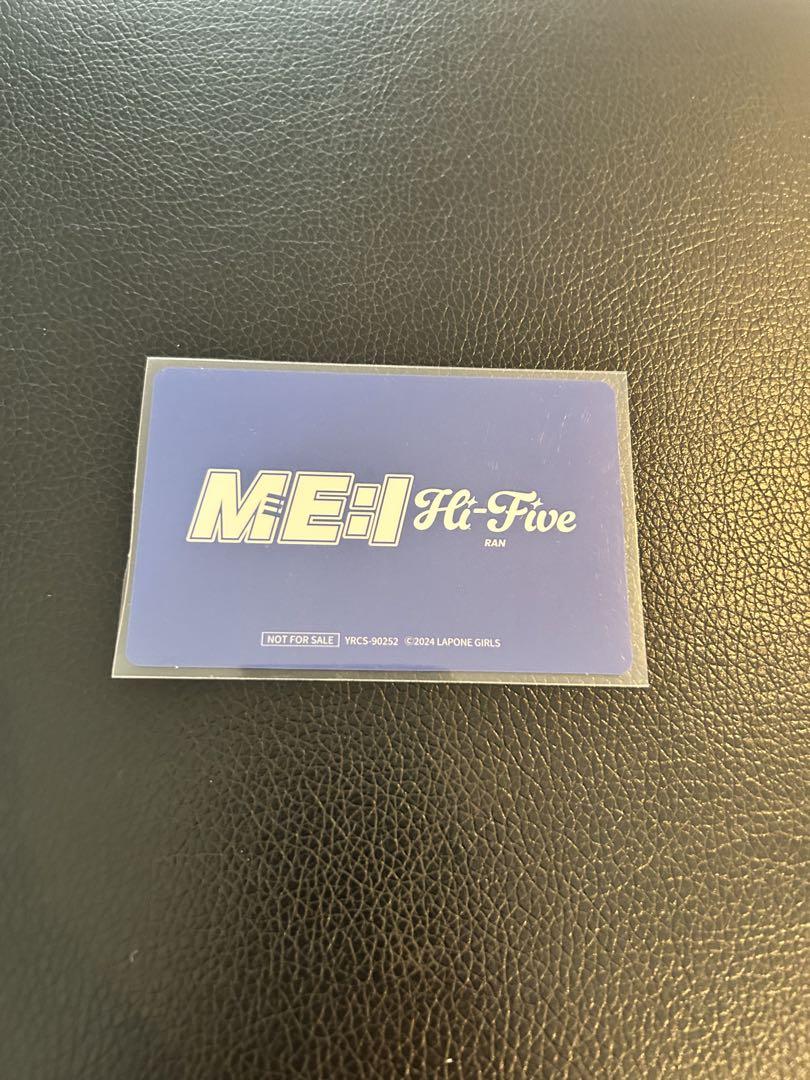 ME:I Hi-Five
RAN
NOT FOR SALE YRCS-90252 ©2024 LAPONE GIRLS